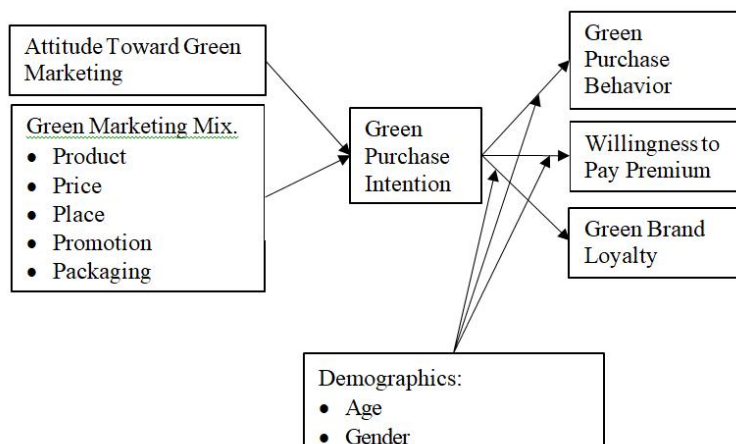 Attitude Toward Green
Marketing
Green Marketing Mix.
• Product
• Price
• Place
• Promotion
• Packaging
Green
Purchase
Intention
Green
Purchase
Behavior
Willingness to
Pay Premium
Green Brand
Loyalty
Demographics:
• Age
• Gender